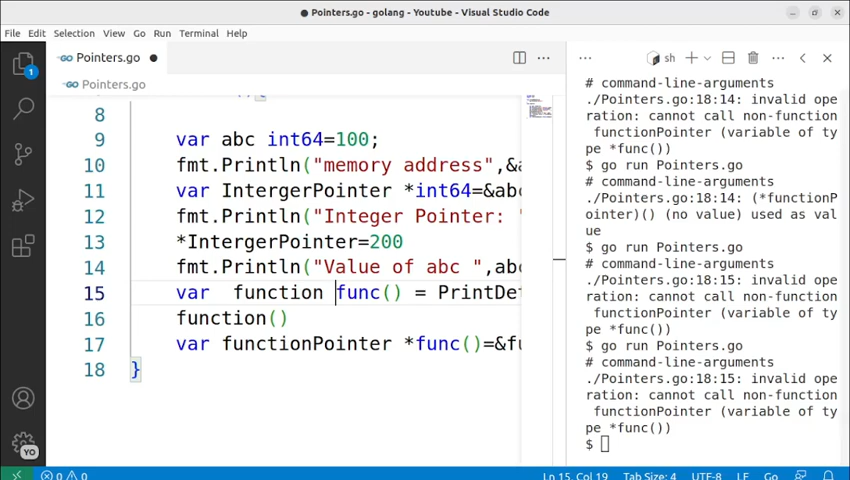 Pointers.go - golang - Youtube - Visual Studio Code
File Edit Selection View Go Run Terminal Help
Pointers.go
Pointers.go
1
8
9 var abc int64=100;
10 fmt.Println("memory address",&a
11 var IntergerPointer *int64=&abc
12 fmt.Println("Integer Pointer: "
13 *IntergerPointer=200
14 fmt.Println("Value of abc ",abc
15 var  function func() = PrintDet
16 function()
17 var functionPointer *func()=&fu
18 }
YO
sh
# command-line-arguments
./Pointers.go:18:14: invalid ope
ration: cannot call non-function
functionPointer (variable of ty
pe *func())
$ go run Pointers.go
# command-line-arguments
./Pointers.go:18:14: (*functionP
ointer)() (no value) used as val
ue
$ go run Pointers.go
# command-line-arguments
./Pointers.go:18:15: invalid ope
ration: cannot call non-function
functionPointer (variable of ty
pe *func())
$ go run Pointers.go
# command-line-arguments
./Pointers.go:18:15: invalid ope
ration: cannot call non-function
functionPointer (variable of ty
pe *func())
$
0 0 Ln 15, Col 19 Tab Size: 4 UTF-8 LF Go